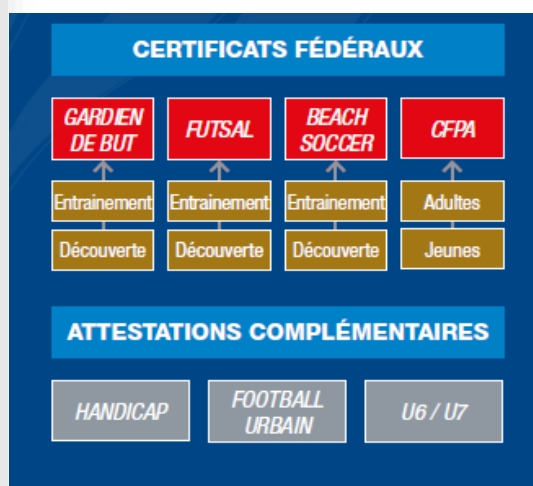 CERTIFICATS FÉDÉRAUX
GARDIEN
DE BUT
FUTSAL
BEACH
SOCCER
CFPA
Entrainement
Entrainement
Entrainement
Adultes
Découverte
Découverte
Découverte
Jeunes
ATTESTATIONS COMPLÉMENTAIRES
HANDICAP
FOOTBALL
URBAIN
U6 / U7